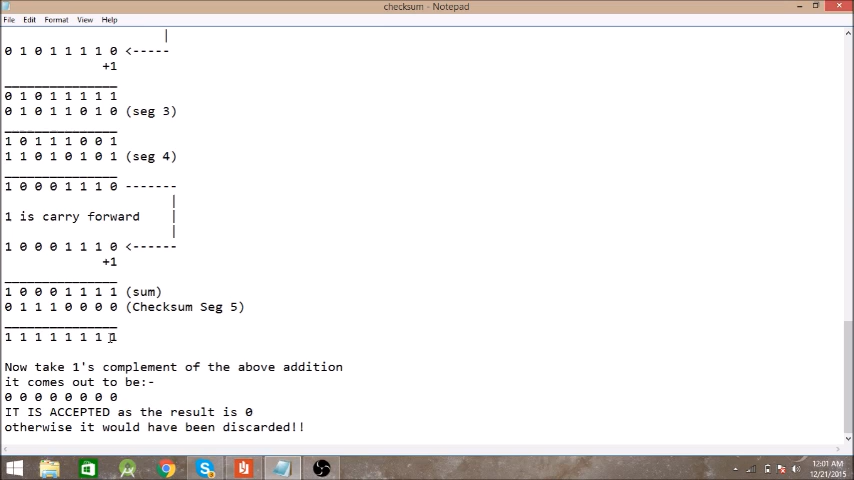 checksum - Notepad
File Edit Format View Help
|
0 1 0 1 1 1 1 0 <-----
+1
_______________
0 1 0 1 1 1 1 1
0 1 0 1 1 0 1 0 (seg 3)
_______________
1 0 1 1 1 0 0 1
1 1 0 1 0 1 0 1 (seg 4)
_______________
1 0 0 0 1 1 1 0 -------
|
1 is carry forward |
|
1 0 0 0 1 1 1 0 <------
+1
_______________
1 0 0 0 1 1 1 1 (sum)
0 1 1 1 0 0 0 0 (Checksum Seg 5)
_______________
1 1 1 1 1 1 1 1
Now take 1's complement of the above addition
it comes out to be:-
0 0 0 0 0 0 0 0
IT IS ACCEPTED as the result is 0
otherwise it would have been discarded!!
12:01 AM
12/21/2015